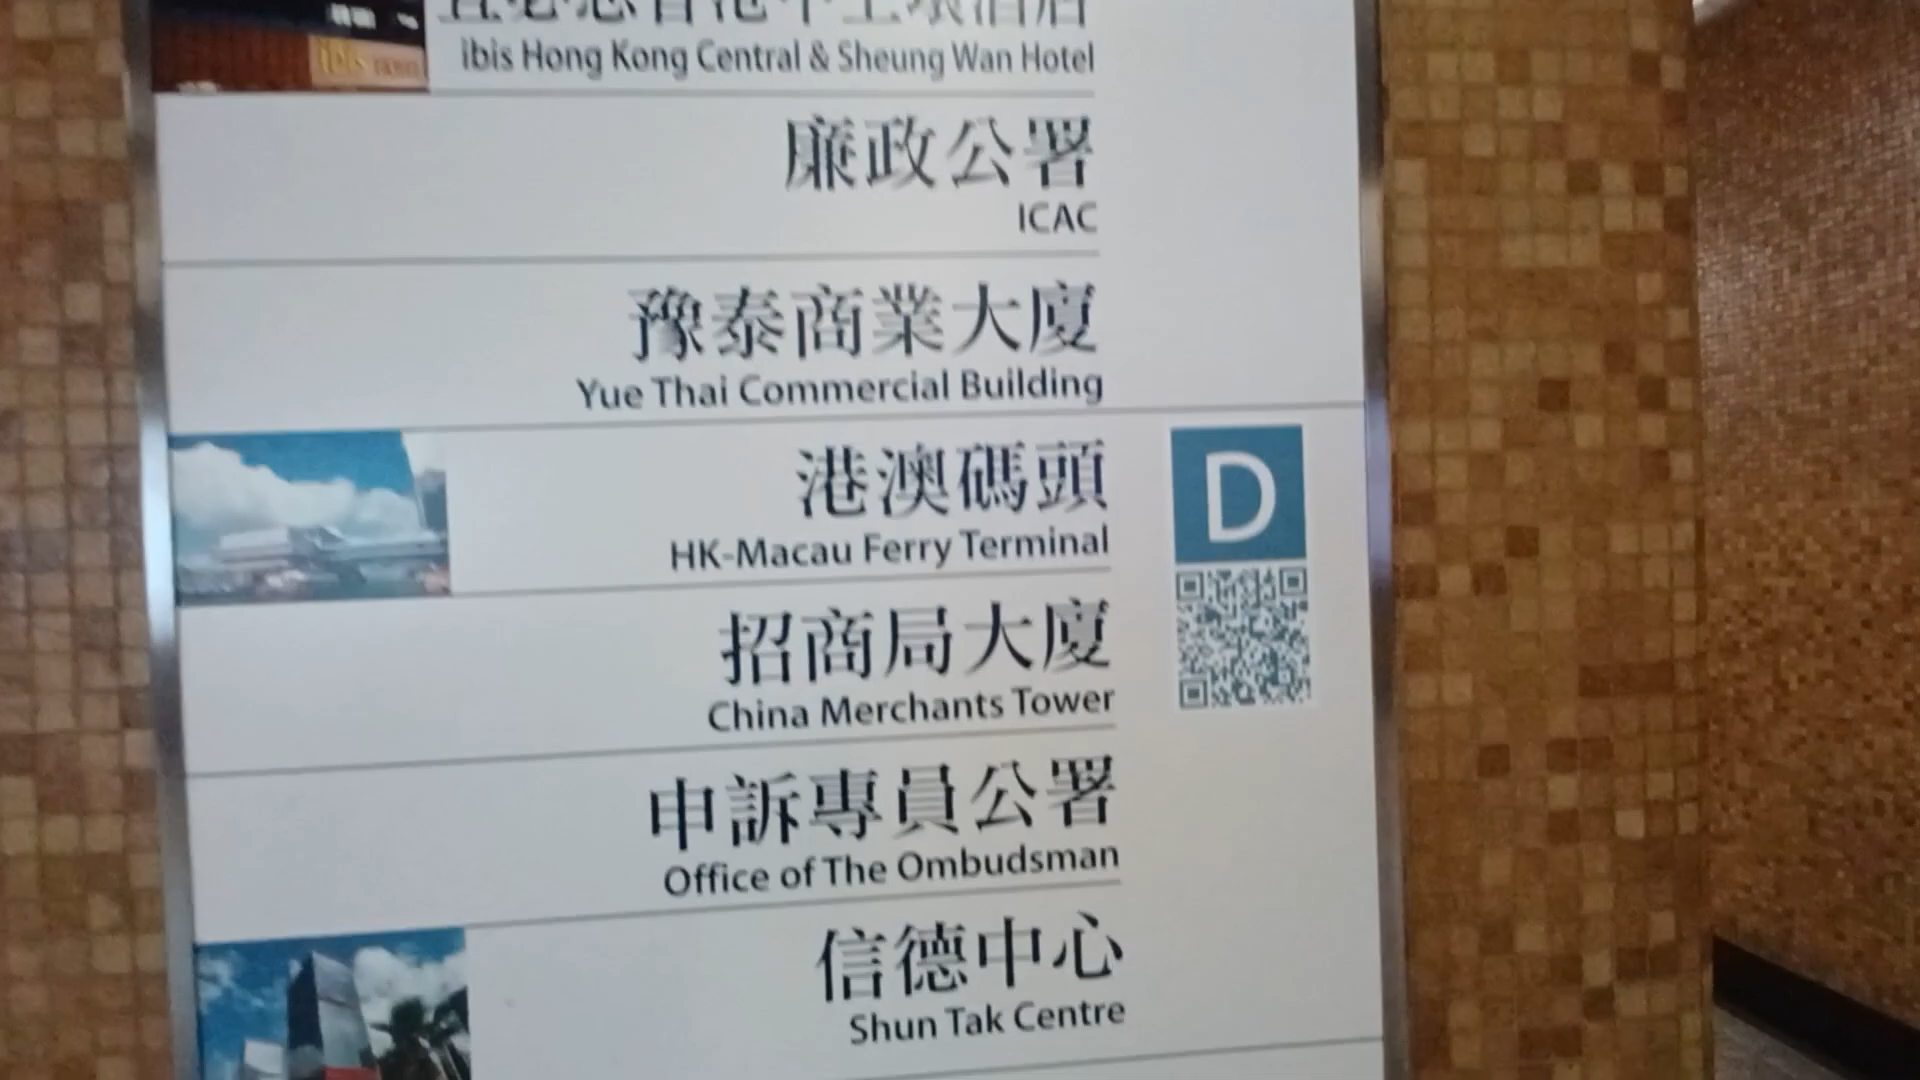 ibis
ibis Hong Kong Central & Sheung Wan Hotel
廉政公署
ICAC
豫泰商業大廈
Yue Thai Commercial Building
港澳碼頭
HK-Macau Ferry Terminal
D
招商局大廈
China Merchants Tower
申訴專員公署
Office of The Ombudsman
信德中心
Shun Tak Centre